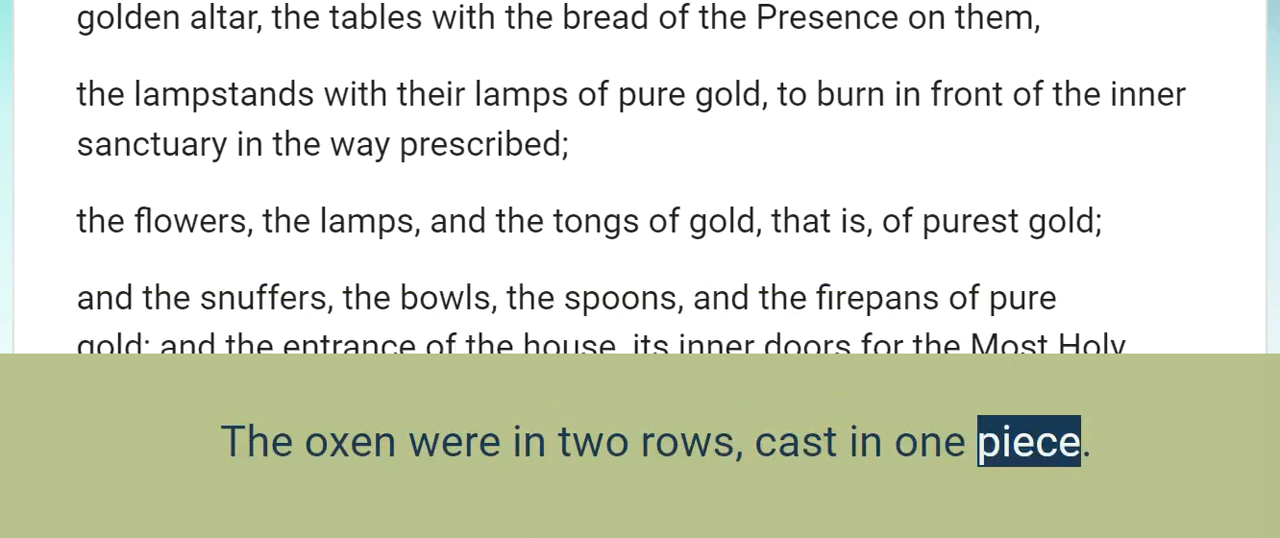 golden altar, the tables with the bread of the Presence on them,
the lampstands with their lamps of pure gold, to burn in front of the inner
sanctuary in the way prescribed;
the flowers, the lamps, and the tongs of gold, that is, of purest gold;
and the snuffers, the bowls, the spoons, and the firepans of pure
gold; and the entrance of the house, its inner doors for the Most Holy
The oxen were in two rows, cast in one piece.